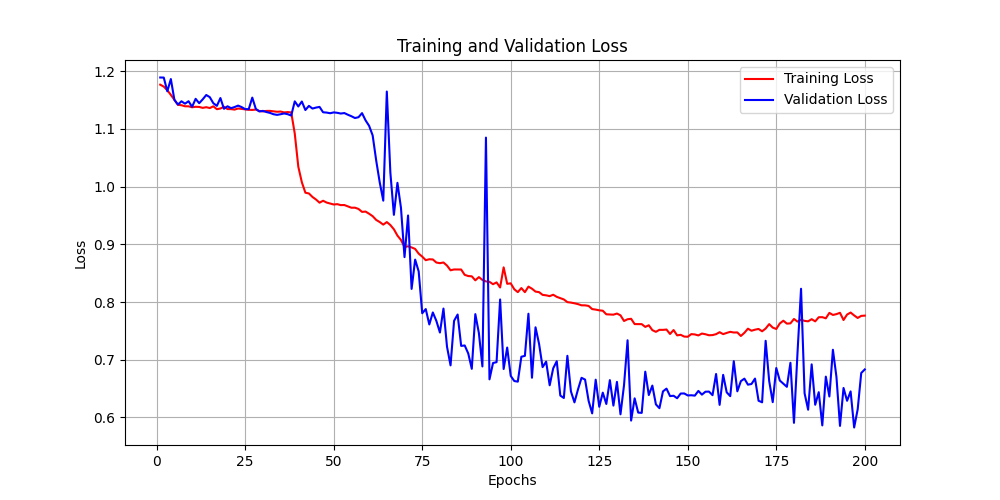 Training and Validation Loss
Training Loss
Validation Loss
Loss
1.2
1.1
1.0
0.9
0.8
0.7
0.6
0 25 50 75 100 125 150 175 200
Epochs